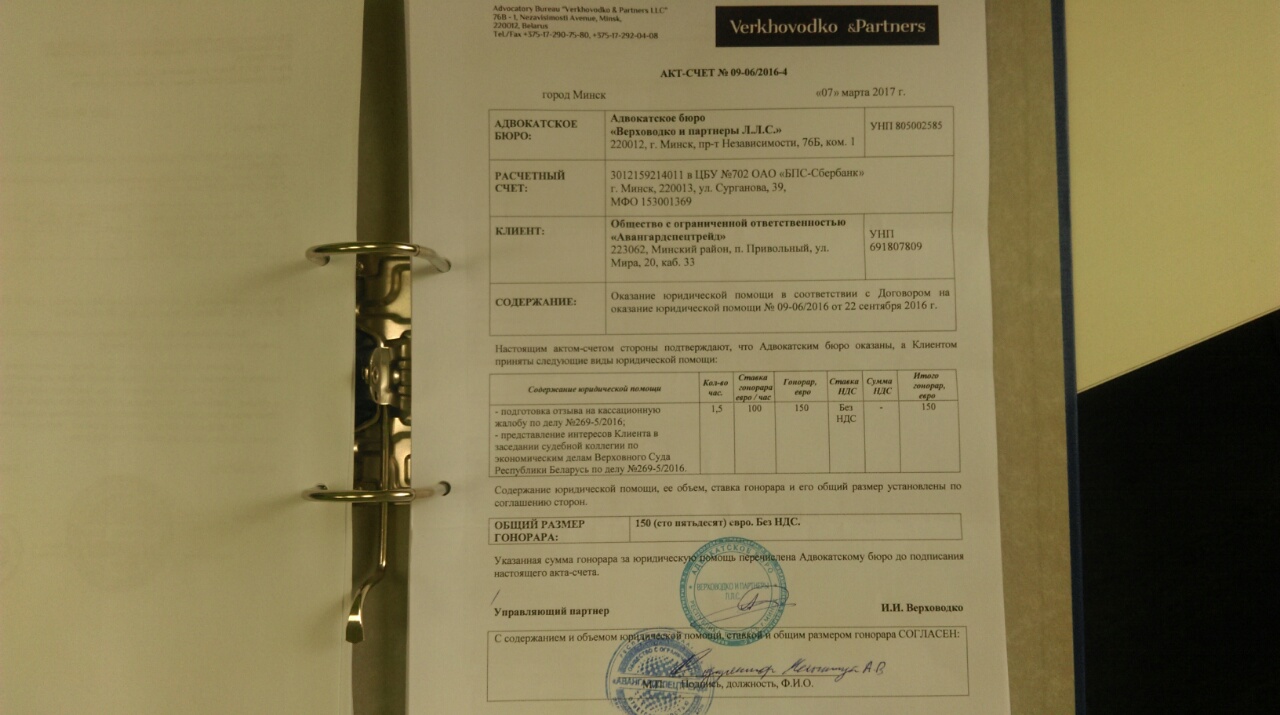 Advocatory Bureau "Verkhovodko & Partners LLC"
76B - 1, Nezavisimosti Avenue, Minsk,
220012, Belarus
Tel./Fax +375-17-290-75-80, +375-17-292-04-08
Verkhovodko &Partners
АКТ-СЧЕТ № 09-06/2016-4
город Минск
«07» марта 2017 г.
АДВОКАТСКОЕ
БЮРО:
Адвокатское бюро
«Верховодко и партнеры Л.Л.С.»
220012, г. Минск, пр-т Независимости, 76Б, ком. 1
УНП 805002585
РАСЧЕТНЫЙ
СЧЕТ:
3012159214011 в ЦБУ №702 ОАО «БПС-Сбербанк»
г. Минск, 220013, ул. Сурганова, 39,
МФО 153001369
КЛИЕНТ:
Общество с ограниченной ответственностью
«Авангардспецтрейд»
223062, Минский район, п. Привольный, ул.
Мира, 20, каб. 33
УНП
691807809
СОДЕРЖАНИЕ:
Оказание юридической помощи в соответствии с Договором на
оказание юридической помощи № 09-06/2016 от 22 сентября 2016 г.
Настоящим актом-счетом стороны подтверждают, что Адвокатским бюро оказаны, а Клиентом
приняты следующие виды юридической помощи:
Содержание юридической помощи
Кол-во
час.
Ставка
гонорара
евро / час
Гонорар,
евро
Ставка
НДС
Сумма
НДС
Итого
гонорар,
евро
- подготовка отзыва на кассационную
жалобу по делу №269-5/2016;
- представление интересов Клиента в
заседании судебной коллегии по
экономическим делам Верховного Суда
Республики Беларусь по делу №269-5/2016.
1,5
100
150
Без
НДС
-
150
Содержание юридической помощи, ее объем, ставка гонорара и его общий размер установлены по
соглашению сторон.
ОБЩИЙ РАЗМЕР
ГОНОРАРА:
150 (сто пятьдесят) евро. Без НДС.
Указанная сумма гонорара за юридическую помощь перечислена Адвокатскому бюро до подписания
настоящего акта-счета.
АДВОКАТСКОЕ БЮРО
ВЕРХОВОДКО И ПАРТНЕРЫ
Л.Л.С.
Управляющий партнер
И.И. Верховодко
С содержанием и объемом юридической помощи, ставкой и общим размером гонорара СОГЛАСЕН:
А.В.
М.П. Подпись, должность, Ф.И.О.